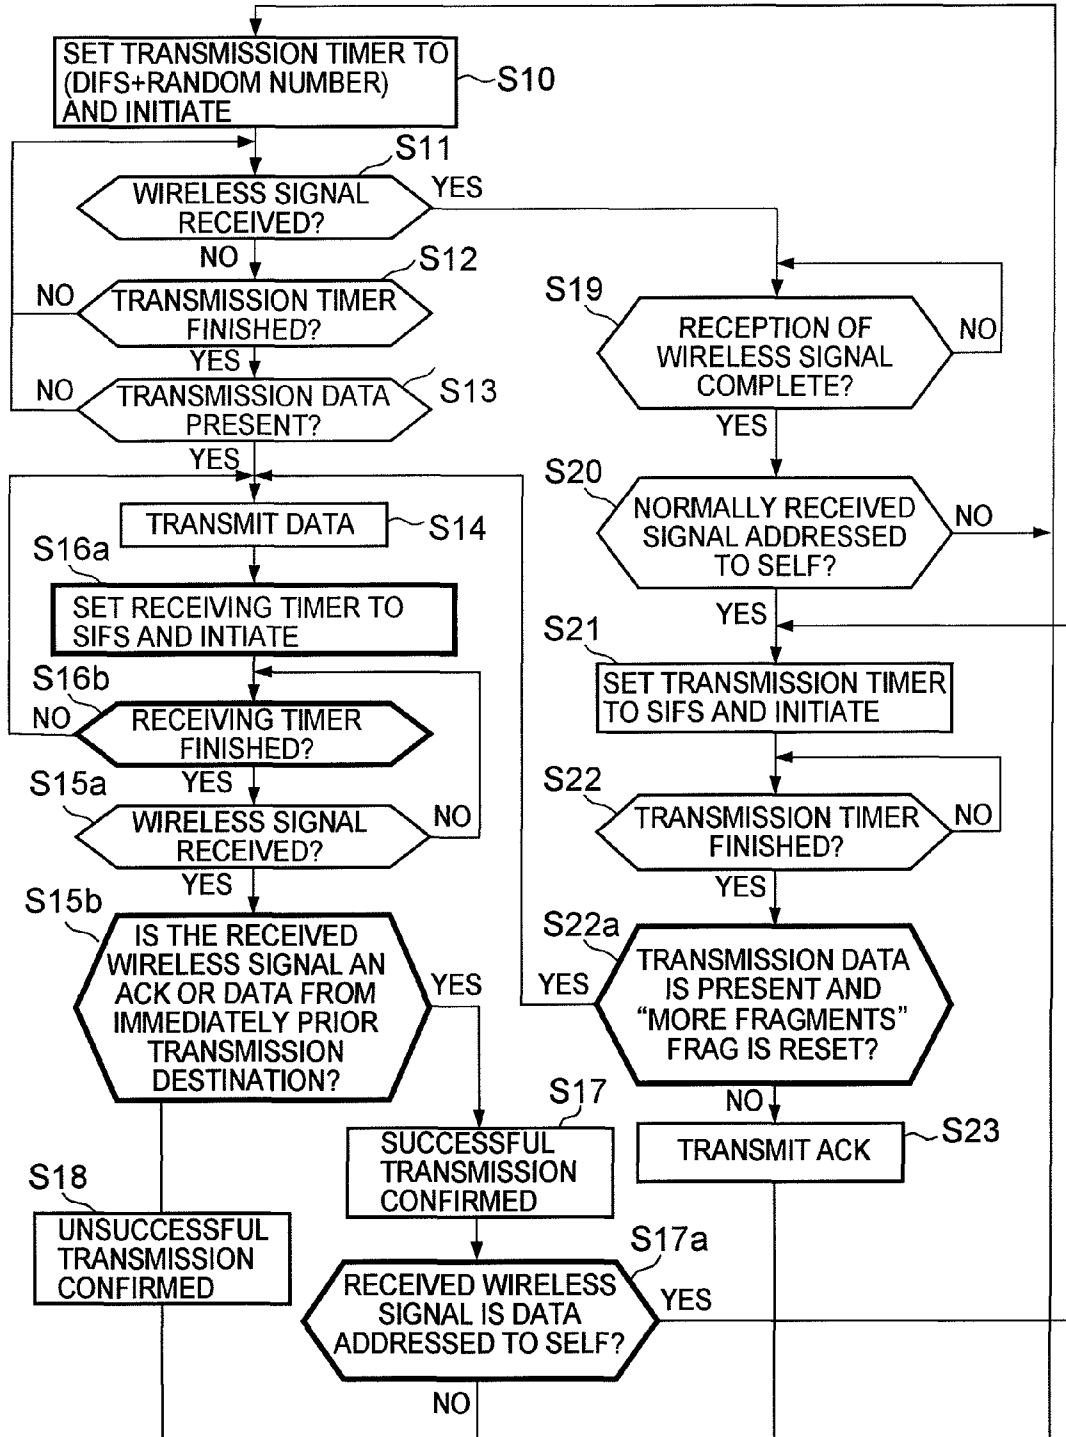 SET TRANSMISSION TIMER TO
(DIFS+RANDOM NUMBER)
AND INITIATE
S10
S11
WIRELESS SIGNAL
RECEIVED?
YES
NO
S12
TRANSMISSION TIMER
FINISHED?
NO
YES
S13
TRANSMISSION DATA
PRESENT?
NO
YES
TRANSMIT DATA
S14
S16a
SET RECEIVING TIMER TO
SIFS AND INTIATE
S16b
RECEIVING TIMER
FINISHED?
NO
YES
S15a
WIRELESS SIGNAL
RECEIVED?
NO
YES
S15b
IS THE RECEIVED
WIRELESS SIGNAL AN
ACK OR DATA FROM
IMMEDIATELY PRIOR
TRANSMISSION
DESTINATION?
YES
S18
UNSUCCESSFUL
TRANSMISSION
CONFIRMED
S17
SUCCESSFUL
TRANSMISSION
CONFIRMED
S17a
RECEIVED WIRELESS
SIGNAL IS DATA
ADDRESSED TO SELF?
YES
NO
S19
RECEPTION OF
WIRELESS SIGNAL
COMPLETE?
NO
YES
S20
NORMALLY RECEIVED
SIGNAL ADDRESSED
TO SELF?
NO
YES
S21
SET TRANSMISSION TIMER
TO SIFS AND INITIATE
S22
TRANSMISSION TIMER
FINISHED?
NO
YES
S22a
TRANSMISSION DATA
IS PRESENT AND
“MORE FRAGMENTS”
FRAG IS RESET?
YES
NO
TRANSMIT ACK
S23